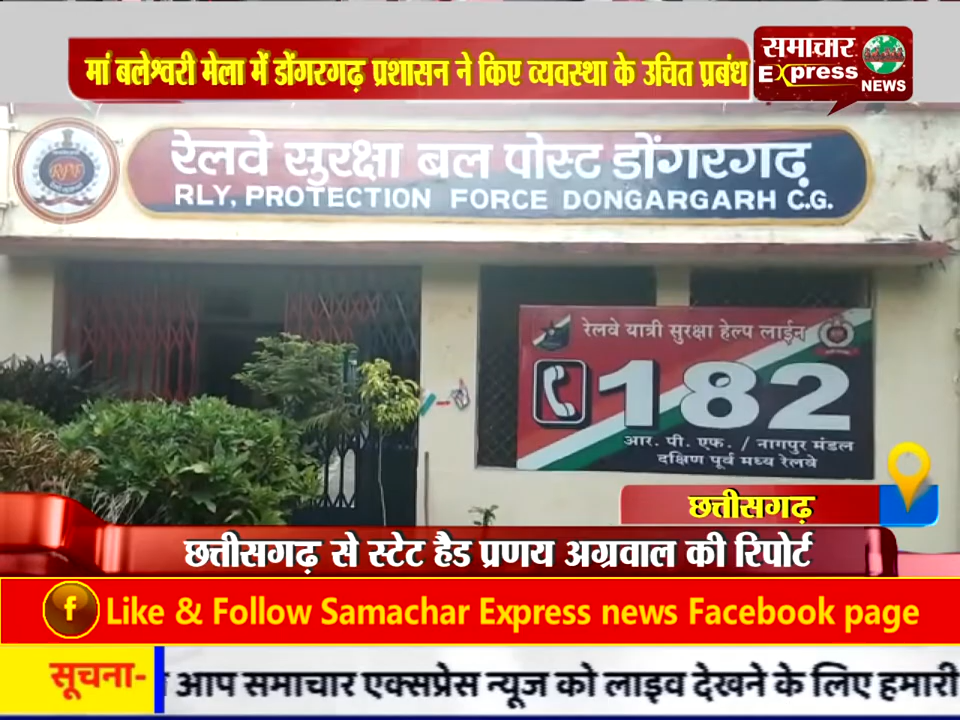 मां बलेश्वरी मेला में डोंगरगढ़ प्रशासन ने किए व्यवस्था के उचित प्रबंध
समाचार
Express
NEWS
रेलवे सुरक्षा बल पोस्ट डोंगरगढ़
RLY, PROTECTION FORCE DONGARGARH C.G.
RPF
रेलवे यात्री सुरक्षा हेल्प लाईन
182
आर. पी. एफ. / नागपुर मंडल
दक्षिण पूर्व मध्य रेलवे
छत्तीसगढ़
छत्तीसगढ़ से स्टेट हैड प्रणय अग्रवाल की रिपोर्ट
f Like & Follow Samachar Express news Facebook page
सूचना- आप समाचार एक्सप्रेस न्यूज को लाइव देखने के लिए हमारी